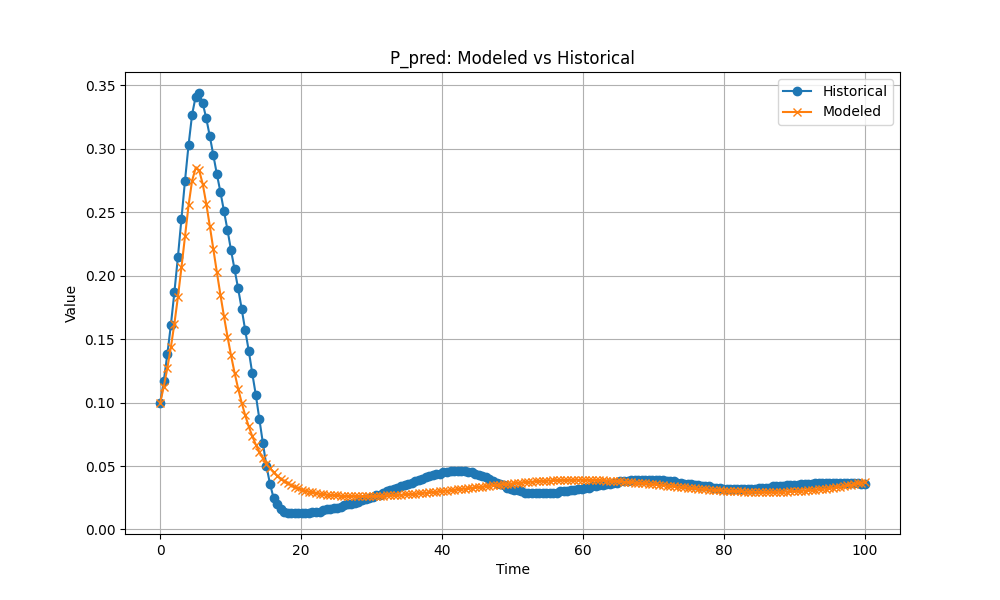 P_pred: Modeled vs Historical
Historical
Modeled
0.35
0.30
0.25
0.20
0.15
0.10
0.05
0.00
Value
0 20 40 60 80 100
Time